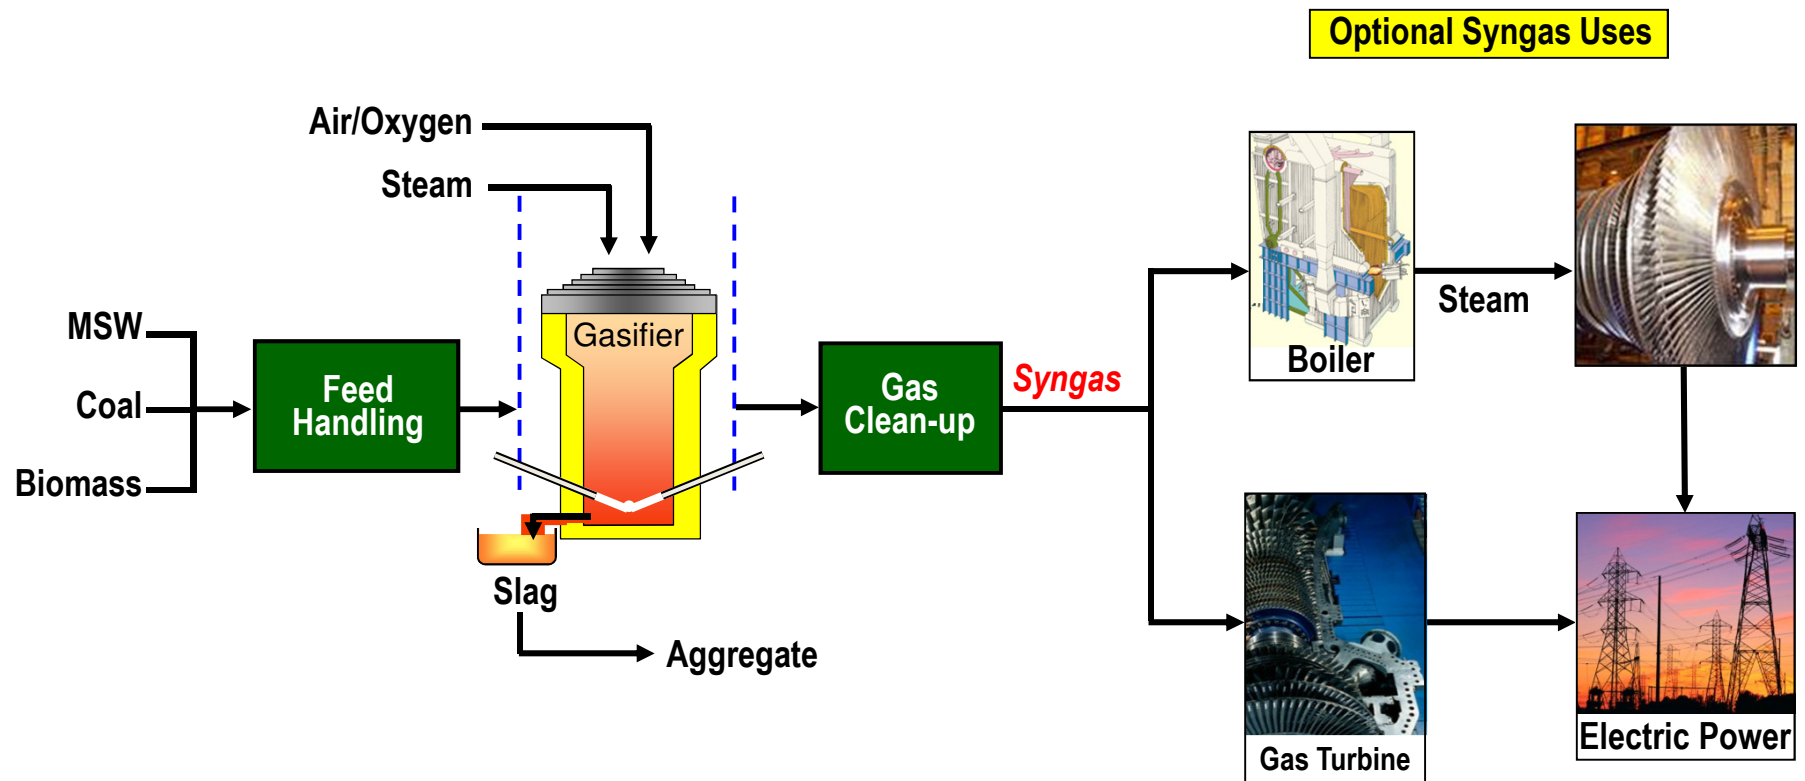 Optional Syngas Uses
Air/Oxygen
Steam
MSW
Coal
Biomass
Feed
Handling
Gasifier
Slag
Aggregate
Gas
Clean-up
Syngas
Boiler
Steam
Gas Turbine
Electric Power